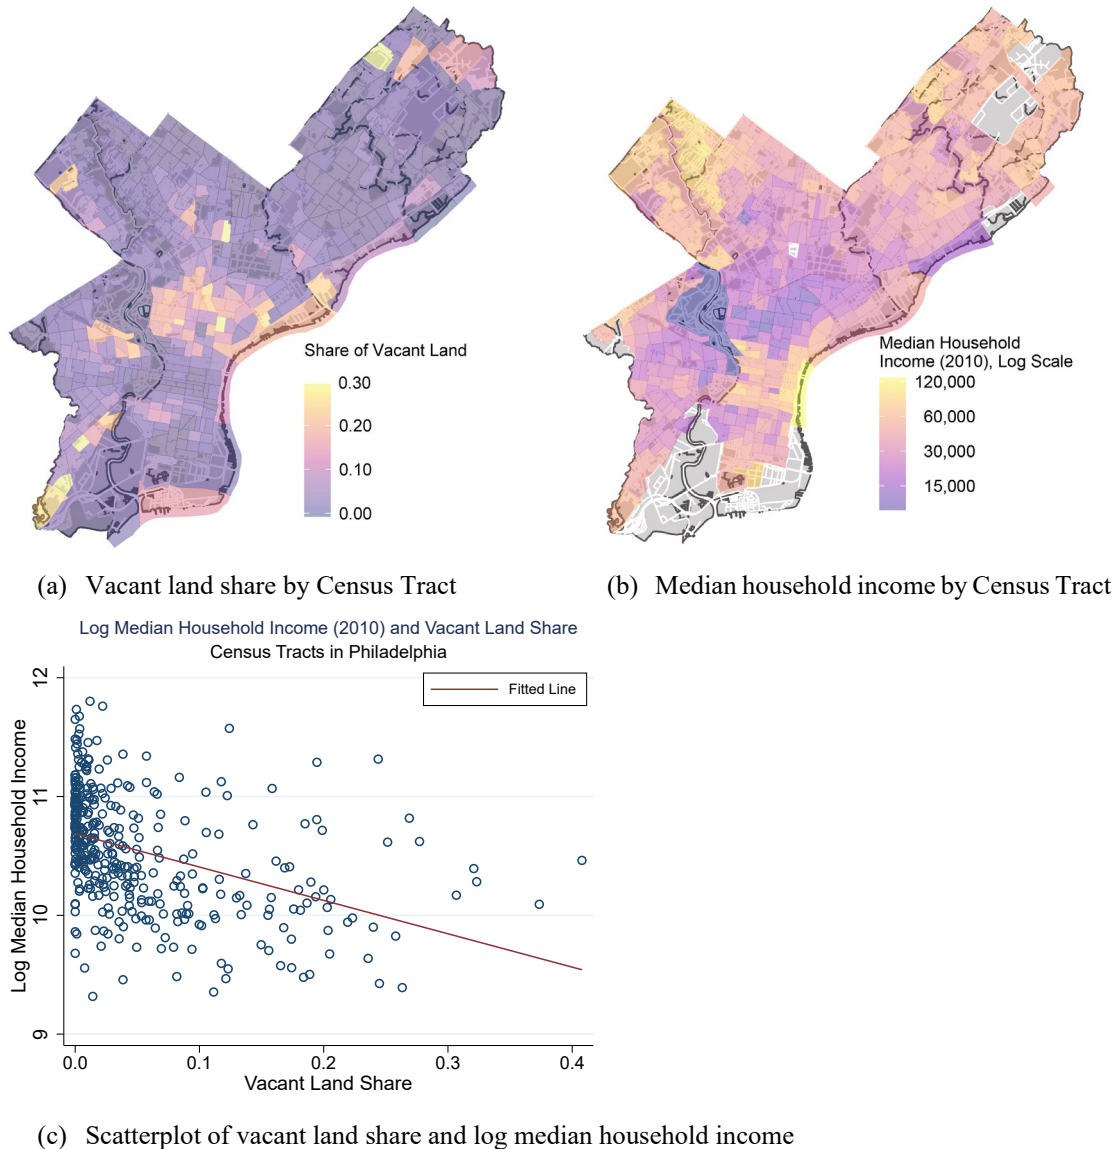 Share of Vacant Land
0.30
0.20
0.10
0.00
Median Household
Income (2010), Log Scale
120,000
60,000
30,000
15,000
(a) Vacant land share by Census Tract
(b) Median household income by Census Tract
Log Median Household Income (2010) and Vacant Land Share
Census Tracts in Philadelphia
Fitted Line
Log Median Household Income
12
11
10
9
0.0 0.1 0.2 0.3 0.4
Vacant Land Share
(c) Scatterplot of vacant land share and log median household income